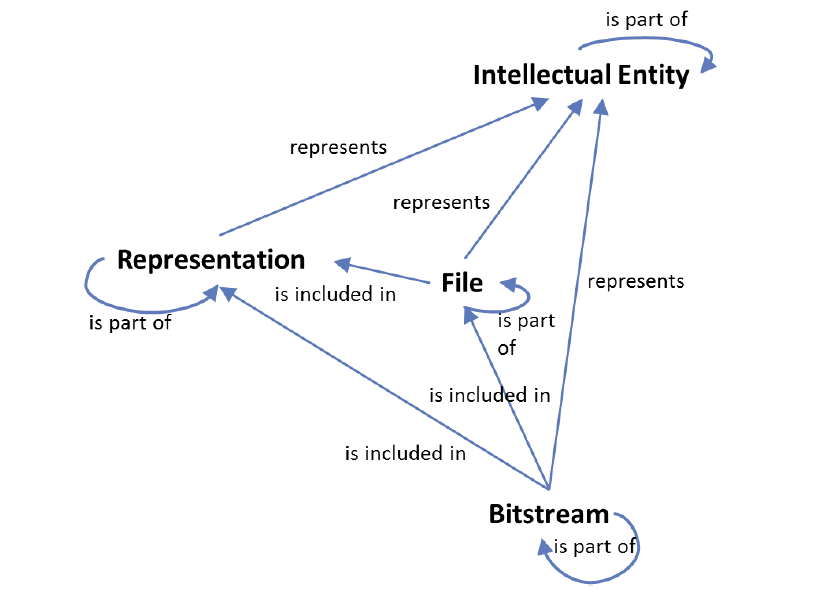 is part of
Intellectual Entity
represents
represents
Representation
File
represents
is included in
is part of
is part
of
is included in
is included in
Bitstream
is part of